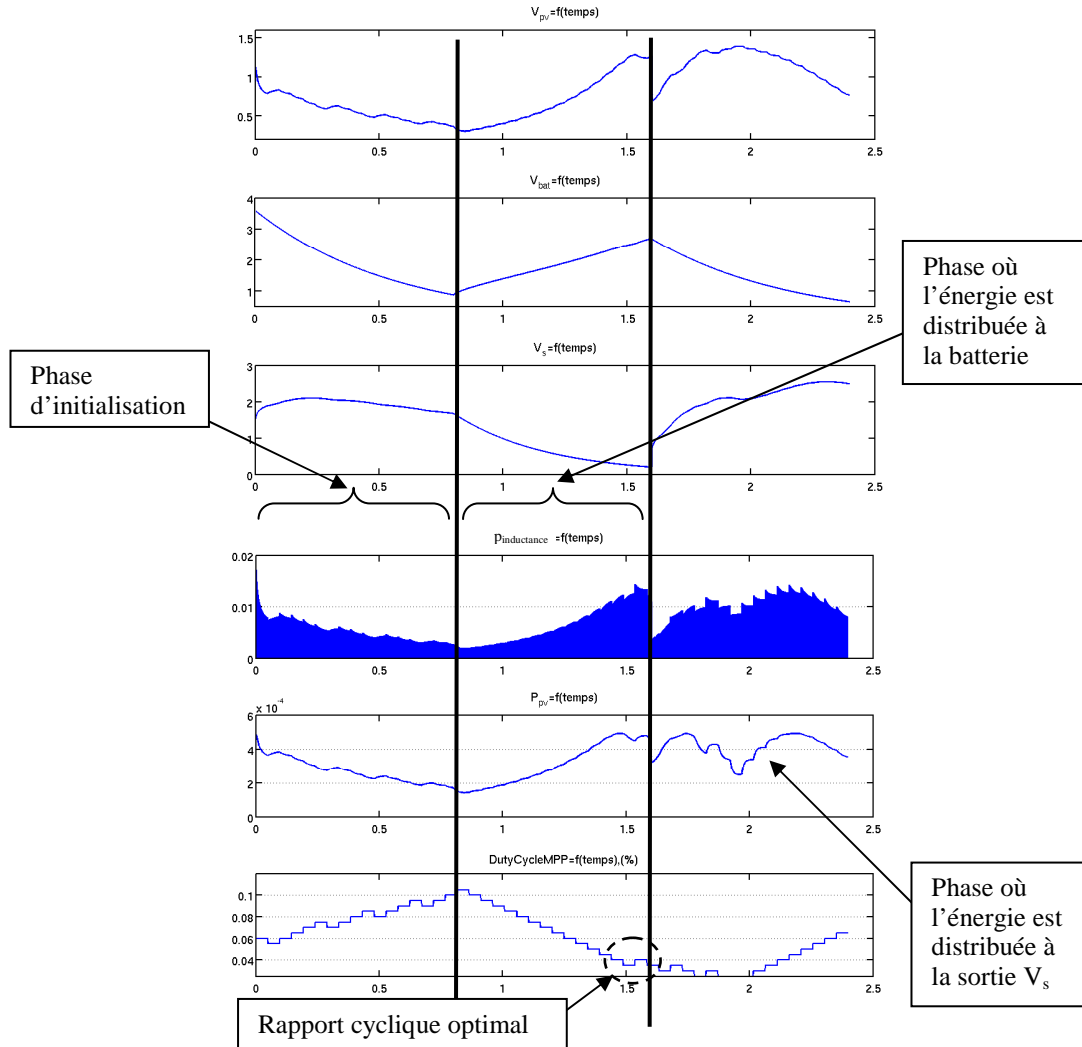 V_pv=f(temps)
1.5
1
0.5
0 0.5 1 1.5 2 2.5
V_bat=f(temps)
4
3
2
1
0 0.5 1 1.5 2 2.5
Phase où
l'énergie est
distribuée à
la batterie
V_s=f(temps)
3
2
1
0
0 0.5 1 1.5 2 2.5
Phase
d'initialisation
p_inductance =f(temps)
0.02
0.01
0
0 0.5 1 1.5 2 2.5
P_pv=f(temps)
x 10^-4
6
4
2
0
0 0.5 1 1.5 2 2.5
DutyCycleMPP=f(temps),(%)
0.1
0.08
0.06
0.04
0 0.5 1 1.5 2 2.5
Phase où
l'énergie est
distribuée à
la sortie V_s
Rapport cyclique optimal